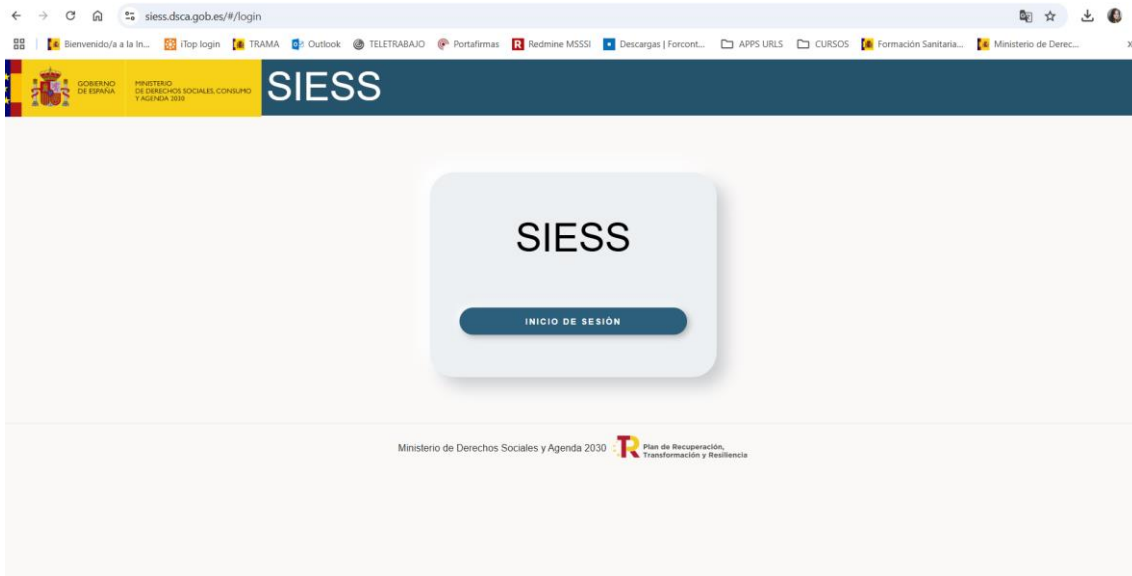 siess.dsca.gob.es/#/login
Bienvenido/a a la In... iTop login TRAMA Outlook TELETRABAJO Portafirmas Redmine MSSSI Descargas | Forcont... APPS URLS CURSOS Formación Sanitaria... Ministerio de Derec...
GOBIERNO
DE ESPAÑA
MINISTERIO
DE DERECHOS SOCIALES, CONSUMO
Y AGENDA 2030
SIESS
SIESS
INICIO DE SESIÓN
Ministerio de Derechos Sociales y Agenda 2030
Plan de Recuperación,
Transformación y Resiliencia